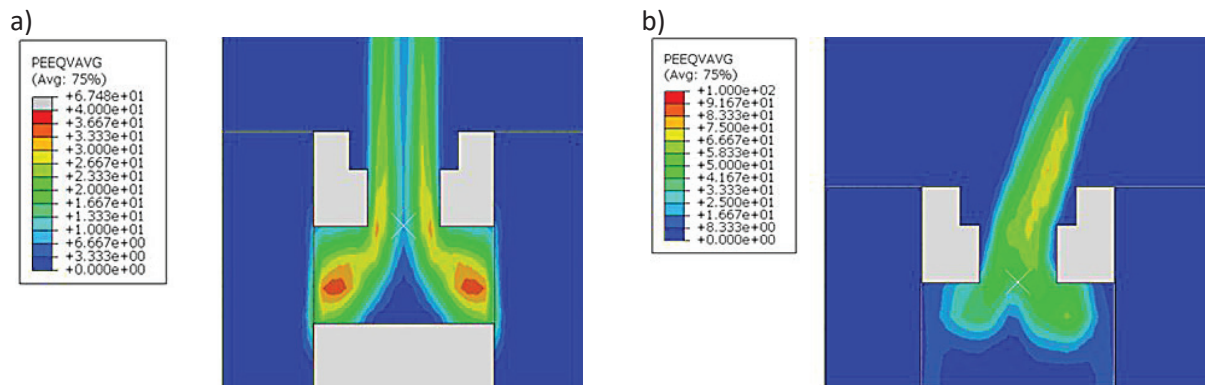 a)
PEEQVAVG
(Avg: 75%)
+6.748e+01
+4.000e+01
+3.667e+01
+3.333e+01
+3.000e+01
+2.667e+01
+2.333e+01
+2.000e+01
+1.667e+01
+1.333e+01
+1.000e+01
+6.667e+00
+3.333e+00
+0.000e+00
b)
PEEQVAVG
(Avg: 75%)
+1.000e+02
+9.167e+01
+8.333e+01
+7.500e+01
+6.667e+01
+5.833e+01
+5.000e+01
+4.167e+01
+3.333e+01
+2.500e+01
+1.667e+01
+8.333e+00
+0.000e+00